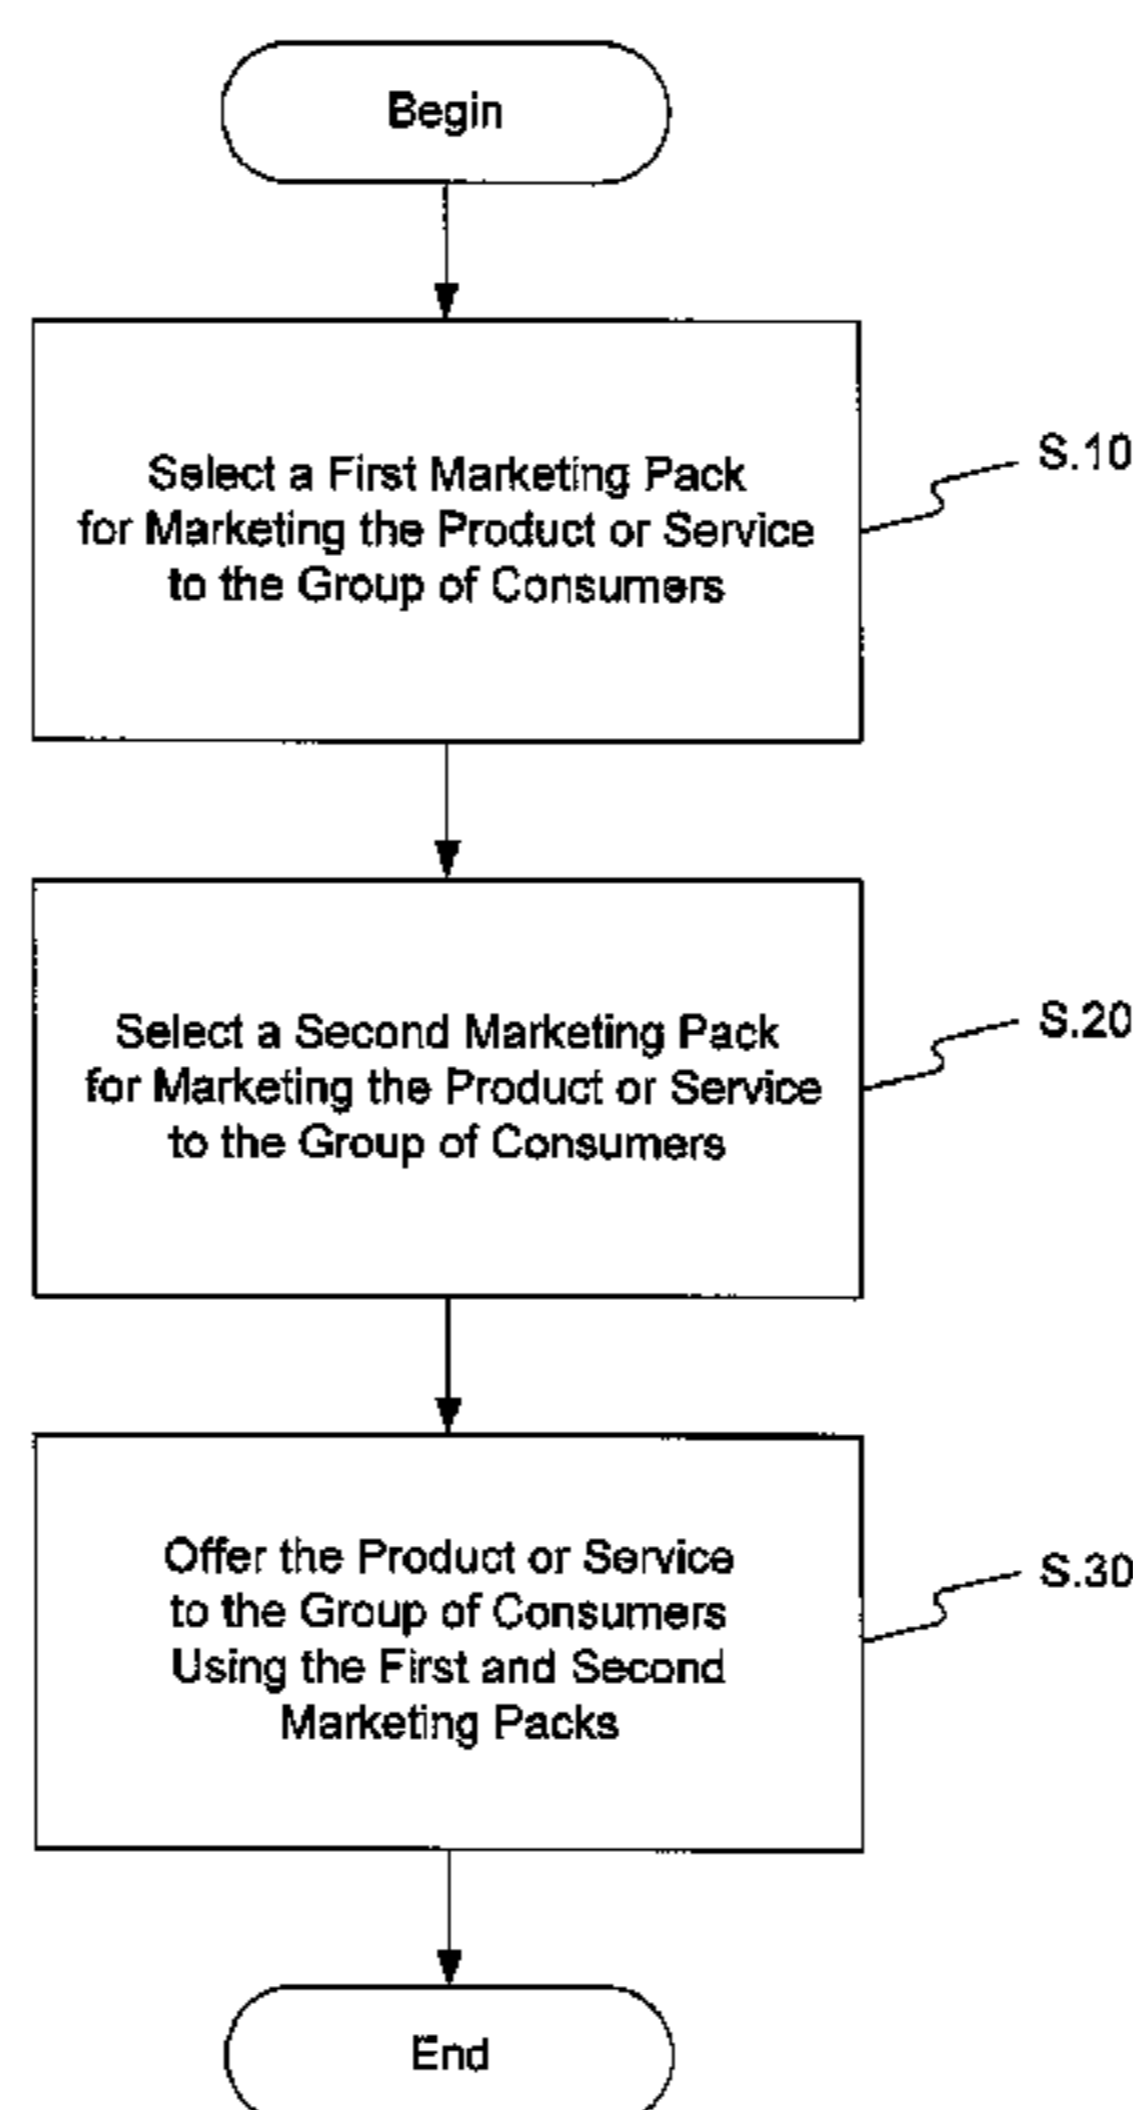 Begin
Select a First Marketing Pack
for Marketing the Product or Service
to the Group of Consumers
S.10
Select a Second Marketing Pack
for Marketing the Product or Service
to the Group of Consumers
S.20
Offer the Product or Service
to the Group of Consumers
Using the First and Second
Marketing Packs
S.30
End